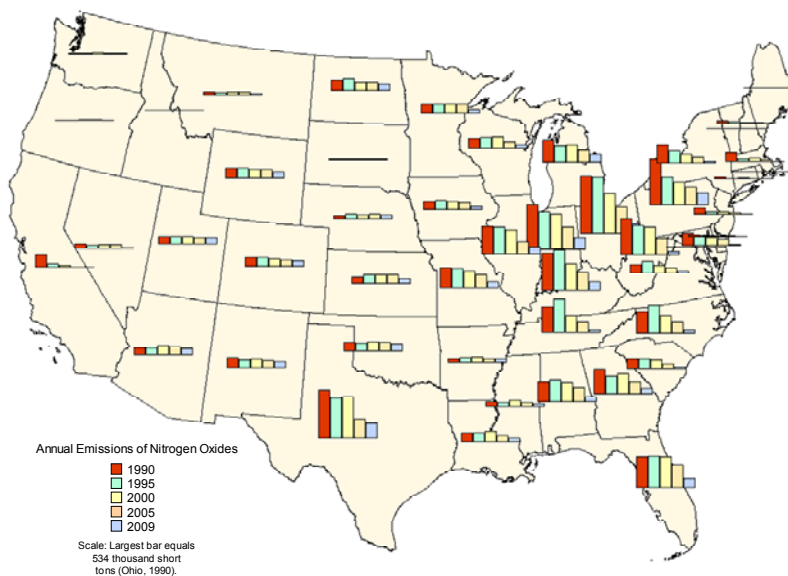 Annual Emissions of Nitrogen Oxides
1990
1995
2000
2005
2009
Scale: Largest bar equals
534 thousand short
tons (Ohio, 1990).